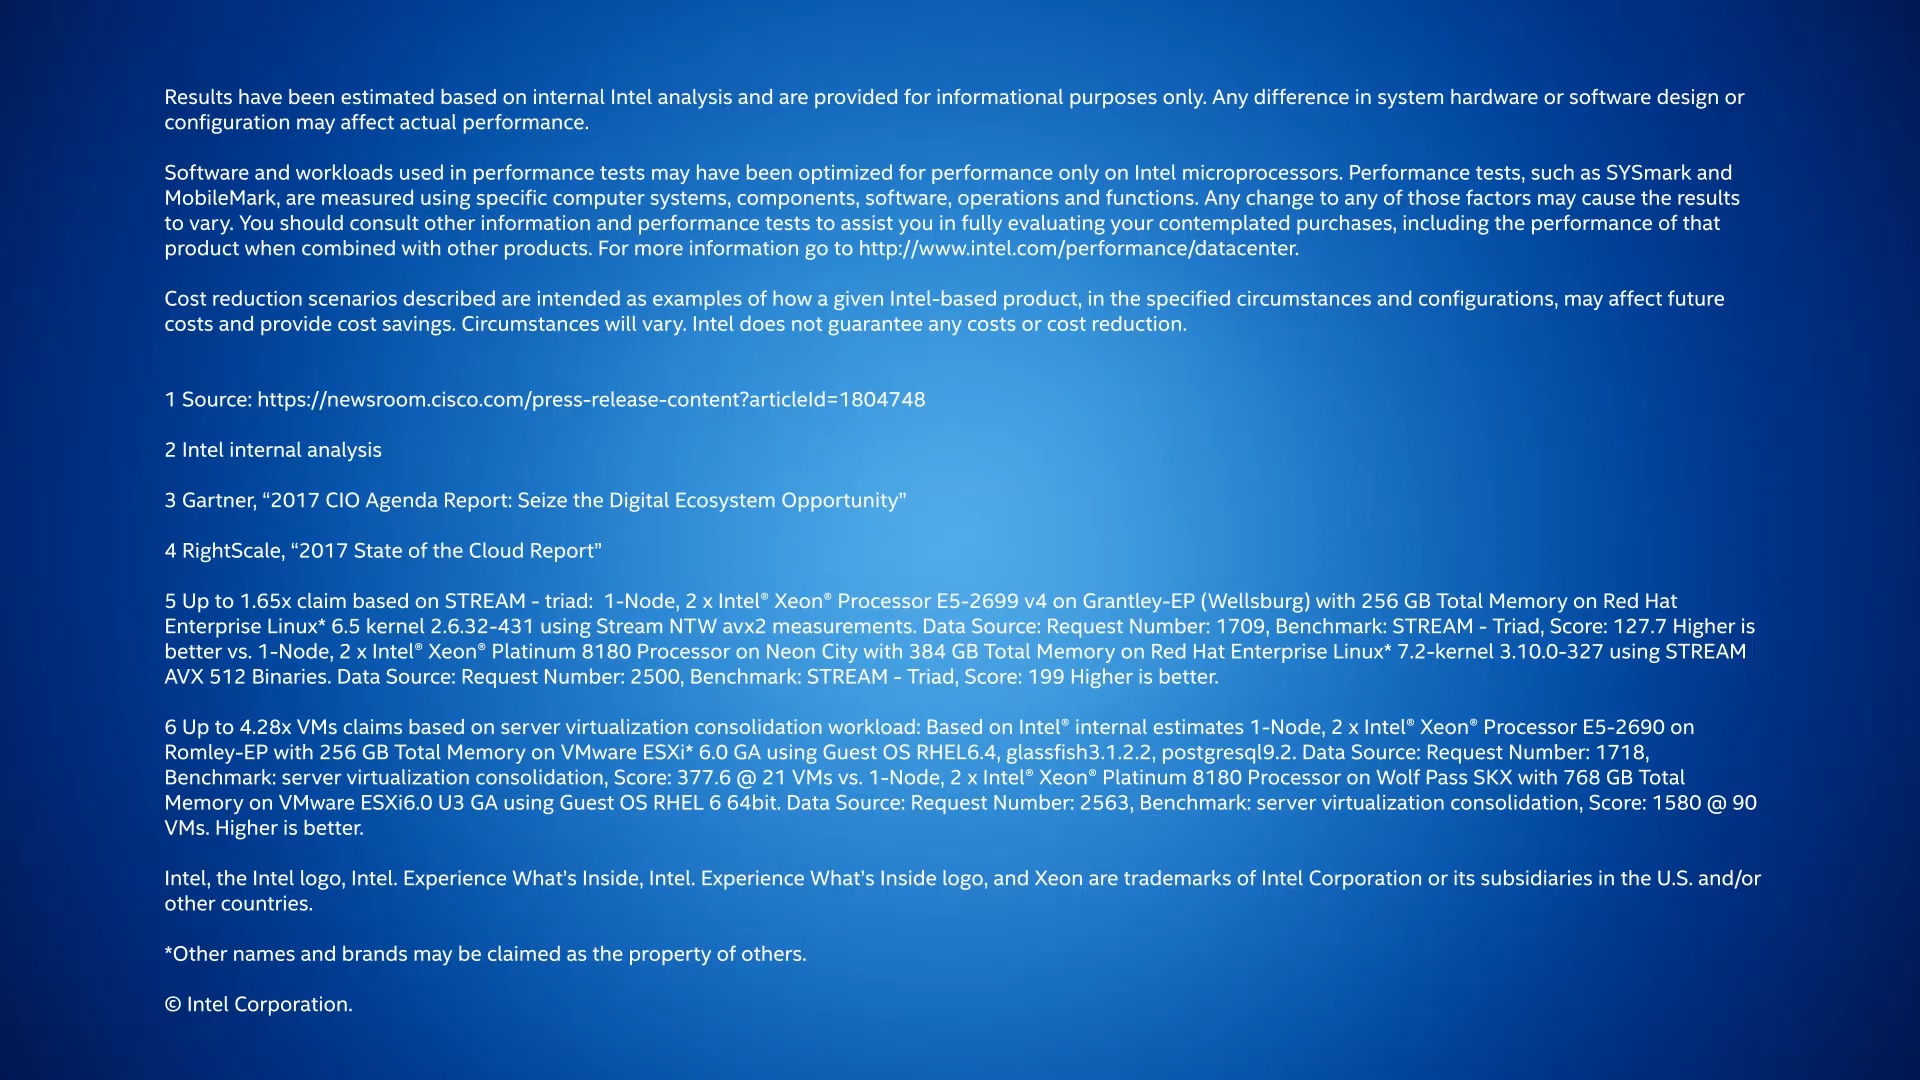 Results have been estimated based on internal Intel analysis and are provided for informational purposes only. Any difference in system hardware or software design or
configuration may affect actual performance.
Software and workloads used in performance tests may have been optimized for performance only on Intel microprocessors. Performance tests, such as SYSmark and
MobileMark, are measured using specific computer systems, components, software, operations and functions. Any change to any of those factors may cause the results
to vary. You should consult other information and performance tests to assist you in fully evaluating your contemplated purchases, including the performance of that
product when combined with other products. For more information go to http://www.intel.com/performance/datacenter.
Cost reduction scenarios described are intended as examples of how a given Intel-based product, in the specified circumstances and configurations, may affect future
costs and provide cost savings. Circumstances will vary. Intel does not guarantee any costs or cost reduction.
1 Source: https://newsroom.cisco.com/press-release-content?articleId=1804748
2 Intel internal analysis
3 Gartner, “2017 CIO Agenda Report: Seize the Digital Ecosystem Opportunity”
4 RightScale, “2017 State of the Cloud Report”
5 Up to 1.65x claim based on STREAM - triad:  1-Node, 2 x Intel® Xeon® Processor E5-2699 v4 on Grantley-EP (Wellsburg) with 256 GB Total Memory on Red Hat
Enterprise Linux* 6.5 kernel 2.6.32-431 using Stream NTW avx2 measurements. Data Source: Request Number: 1709, Benchmark: STREAM - Triad, Score: 127.7 Higher is
better vs. 1-Node, 2 x Intel® Xeon® Platinum 8180 Processor on Neon City with 384 GB Total Memory on Red Hat Enterprise Linux* 7.2-kernel 3.10.0-327 using STREAM
AVX 512 Binaries. Data Source: Request Number: 2500, Benchmark: STREAM - Triad, Score: 199 Higher is better.
6 Up to 4.28x VMs claims based on server virtualization consolidation workload: Based on Intel® internal estimates 1-Node, 2 x Intel® Xeon® Processor E5-2690 on
Romley-EP with 256 GB Total Memory on VMware ESXi* 6.0 GA using Guest OS RHEL6.4, glassfish3.1.2.2, postgresql9.2. Data Source: Request Number: 1718,
Benchmark: server virtualization consolidation, Score: 377.6 @ 21 VMs vs. 1-Node, 2 x Intel® Xeon® Platinum 8180 Processor on Wolf Pass SKX with 768 GB Total
Memory on VMware ESXi6.0 U3 GA using Guest OS RHEL 6 64bit. Data Source: Request Number: 2563, Benchmark: server virtualization consolidation, Score: 1580 @ 90
VMs. Higher is better.
Intel, the Intel logo, Intel. Experience What’s Inside, Intel. Experience What’s Inside logo, and Xeon are trademarks of Intel Corporation or its subsidiaries in the U.S. and/or
other countries.
*Other names and brands may be claimed as the property of others.
© Intel Corporation.